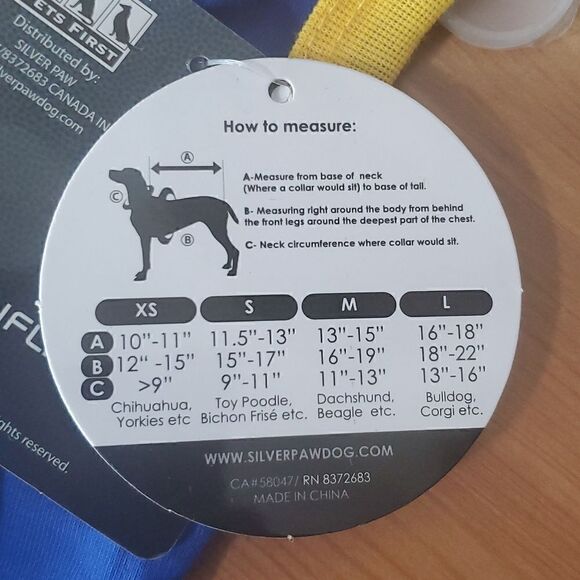 PETS FIRST
Distributed by:
SILVER PAW
8372683 CANADA IN
verpawdog.com
ghts reserved.
How to measure:
A
C
B
A-Measure from base of neck
(Where a collar would sit) to base of tail.
B- Measuring right around the body from behind
the front legs around the deepest part of the chest.
C- Neck circumference where collar would sit.
XS S M L
A 10"-11" 11.5"-13" 13"-15" 16"-18"
B 12" -15" 15"-17" 16"-19" 18"-22"
C >9" 9"-11" 11"-13" 13"-16"
Chihuahua, Toy Poodle, Dachshund, Bulldog,
Yorkies etc Bichon Frisé etc. Beagle etc. Corgi etc.
WWW.SILVERPAWDOG.COM
CA#58047/ RN 8372683
MADE IN CHINA